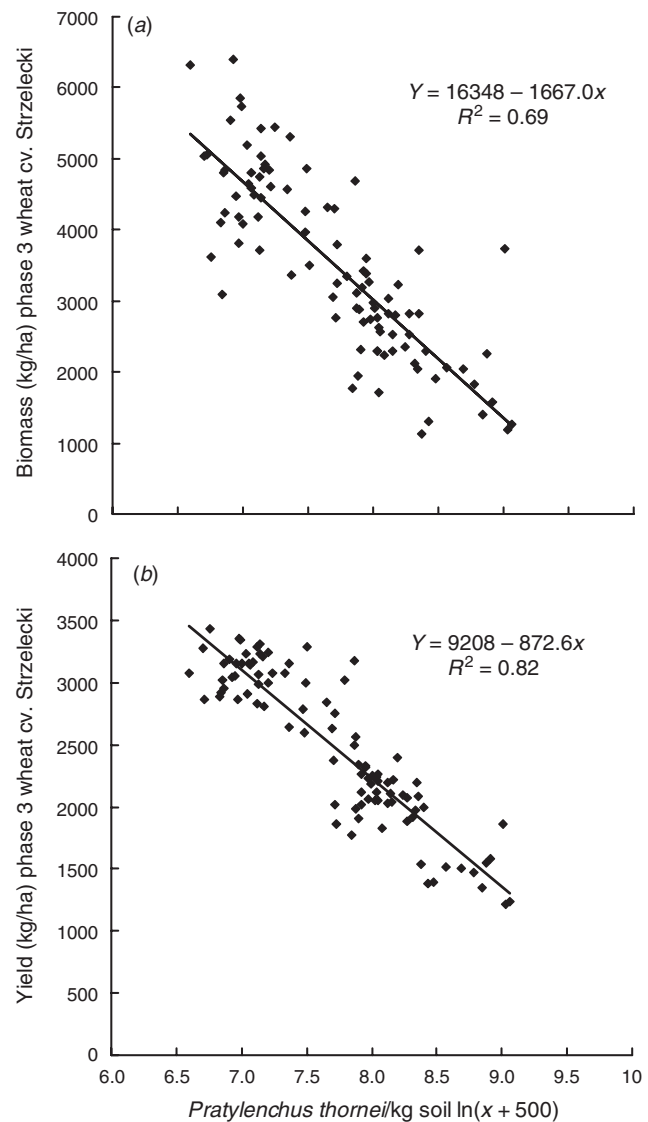 (a)
Biomass (kg/ha) phase 3 wheat cv. Strzelecki
7000
6000
5000
4000
3000
2000
1000
0
Y = 16348 – 1667.0x
R² = 0.69
(b)
Yield (kg/ha) phase 3 wheat cv. Strzelecki
4000
3500
3000
2500
2000
1500
1000
500
0
Y = 9208 – 872.6x
R² = 0.82
6.0 6.5 7.0 7.5 8.0 8.5 9.0 9.5 10
Pratylenchus thornei/kg soil ln(x + 500)